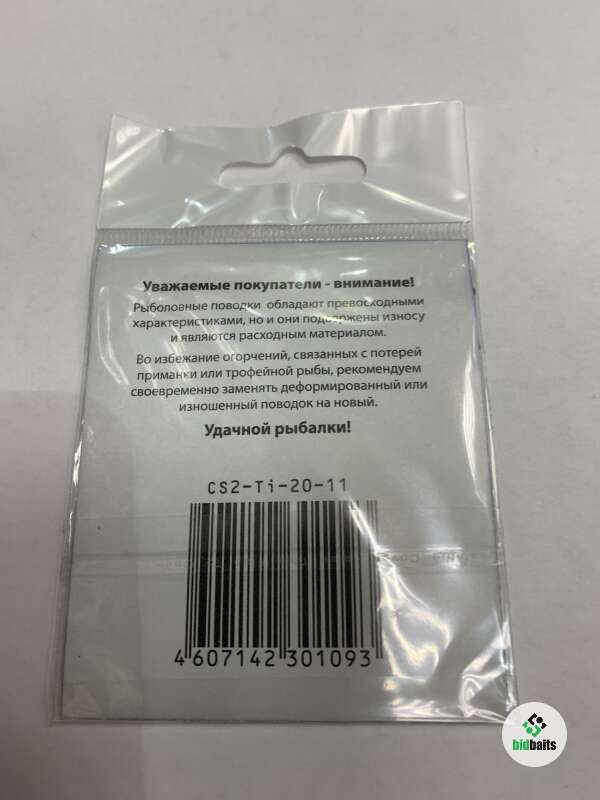 Уважаемые покупатели - внимание!
Рыболовные поводки обладают превосходными
характеристиками, но и они подвержены износу
и являются расходным материалом.
Во избежание огорчений, связанных с потерей
приманки или трофейной рыбы, рекомендуем
своевременно заменять деформированный или
изношенный поводок на новый.
Удачной рыбалки!
CS2-Ti-20-11
4 607142 301093
bidbaits